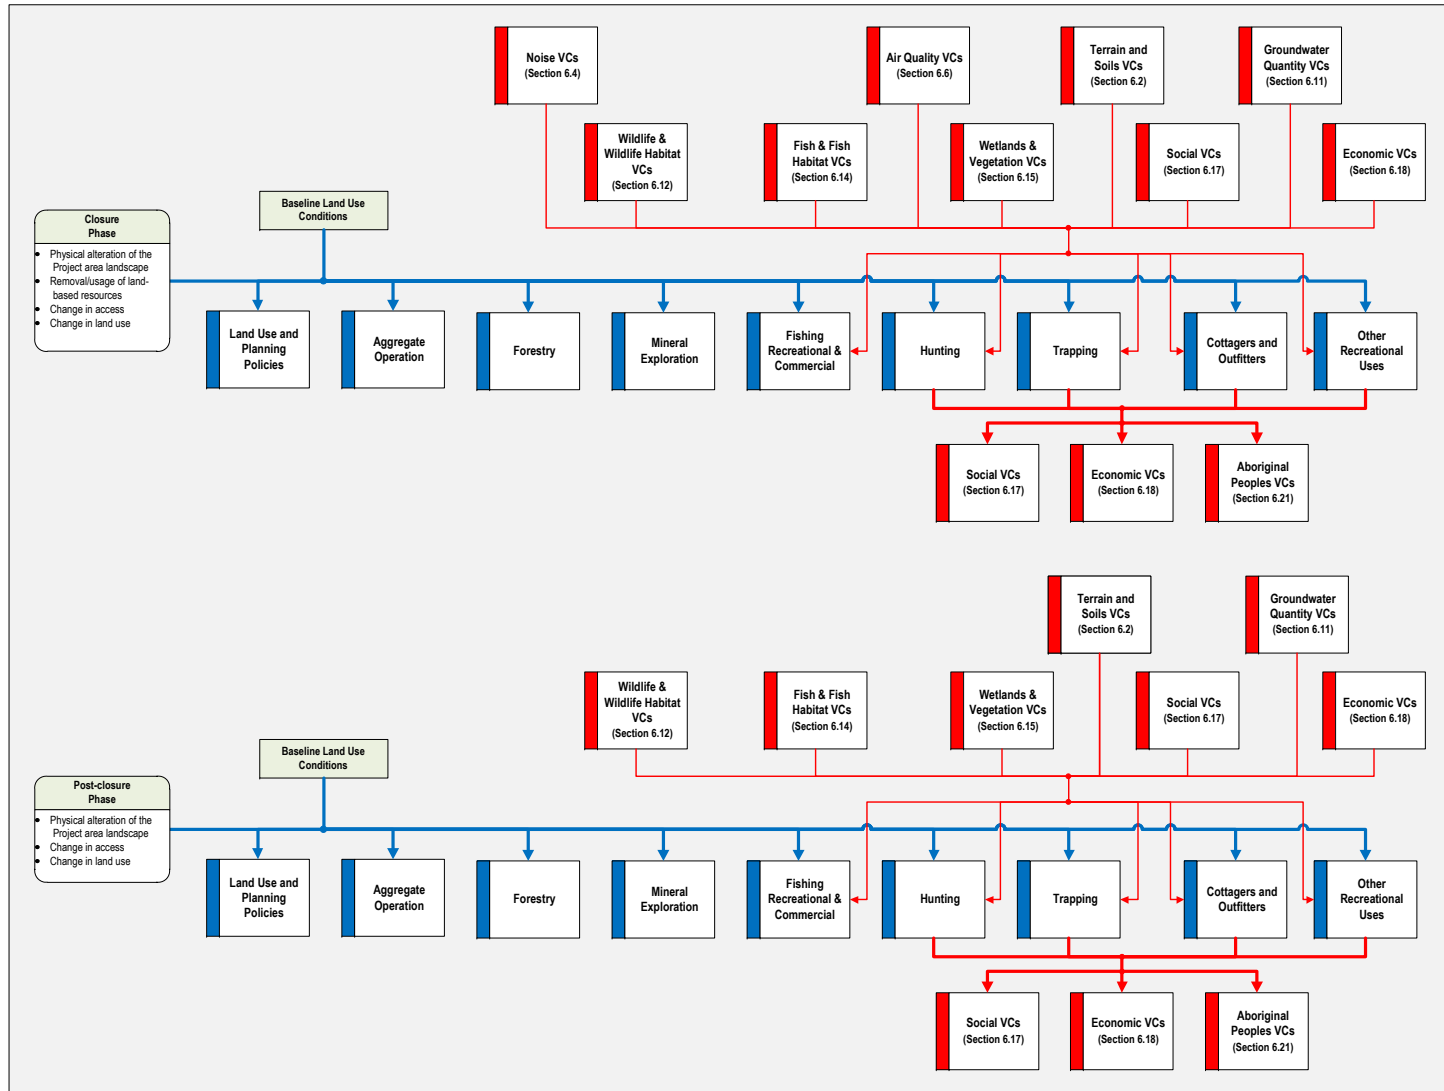 Noise VCs
(Section 6.4)
Air Quality VCs
(Section 6.6)
Terrain and
Soils VCs
(Section 6.2)
Groundwater
Quantity VCs
(Section 6.11)
Wildlife &
Wildlife Habitat
VCs
(Section 6.12)
Fish & Fish
Habitat VCs
(Section 6.14)
Wetlands &
Vegetation VCs
(Section 6.15)
Social VCs
(Section 6.17)
Economic VCs
(Section 6.18)
Baseline Land Use
Conditions
Closure
Phase
• Physical alteration of the
Project area landscape
• Removal/usage of land-
based resources
• Change in access
• Change in land use
Land Use and
Planning
Policies
Aggregate
Operation
Forestry
Mineral
Exploration
Fishing
Recreational &
Commercial
Hunting
Trapping
Cottagers and
Outfitters
Other
Recreational
Uses
Social VCs
(Section 6.17)
Economic VCs
(Section 6.18)
Aboriginal
Peoples VCs
(Section 6.21)
Terrain and
Soils VCs
(Section 6.2)
Groundwater
Quantity VCs
(Section 6.11)
Wildlife &
Wildlife Habitat
VCs
(Section 6.12)
Fish & Fish
Habitat VCs
(Section 6.14)
Wetlands &
Vegetation VCs
(Section 6.15)
Social VCs
(Section 6.17)
Economic VCs
(Section 6.18)
Baseline Land Use
Conditions
Post-closure
Phase
• Physical alteration of the
Project area landscape
• Change in access
• Change in land use
Land Use and
Planning
Policies
Aggregate
Operation
Forestry
Mineral
Exploration
Fishing
Recreational &
Commercial
Hunting
Trapping
Cottagers and
Outfitters
Other
Recreational
Uses
Social VCs
(Section 6.17)
Economic VCs
(Section 6.18)
Aboriginal
Peoples VCs
(Section 6.21)